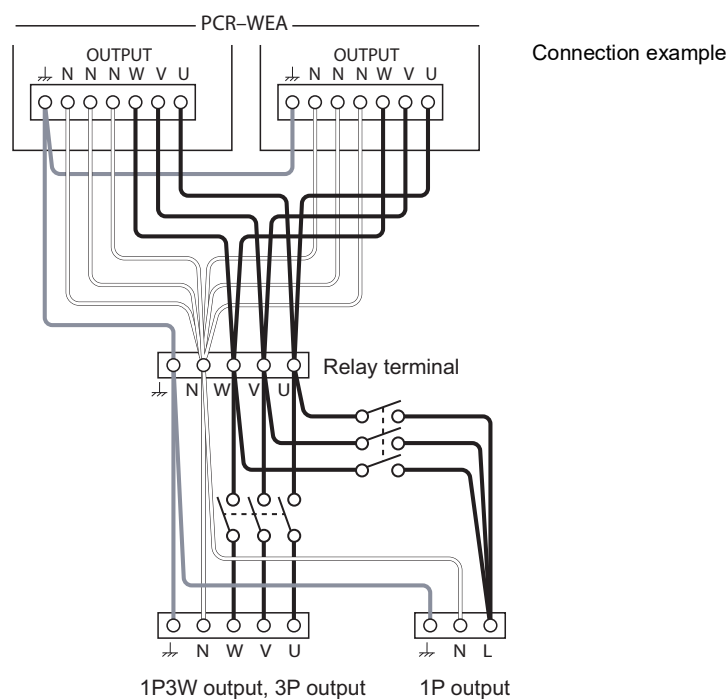 PCR–WEA
Connection example
OUTPUT
OUTPUT
N N N W V U
N N N W V U
Relay terminal
N W V U
N W V U
N L
1P3W output, 3P output
1P output